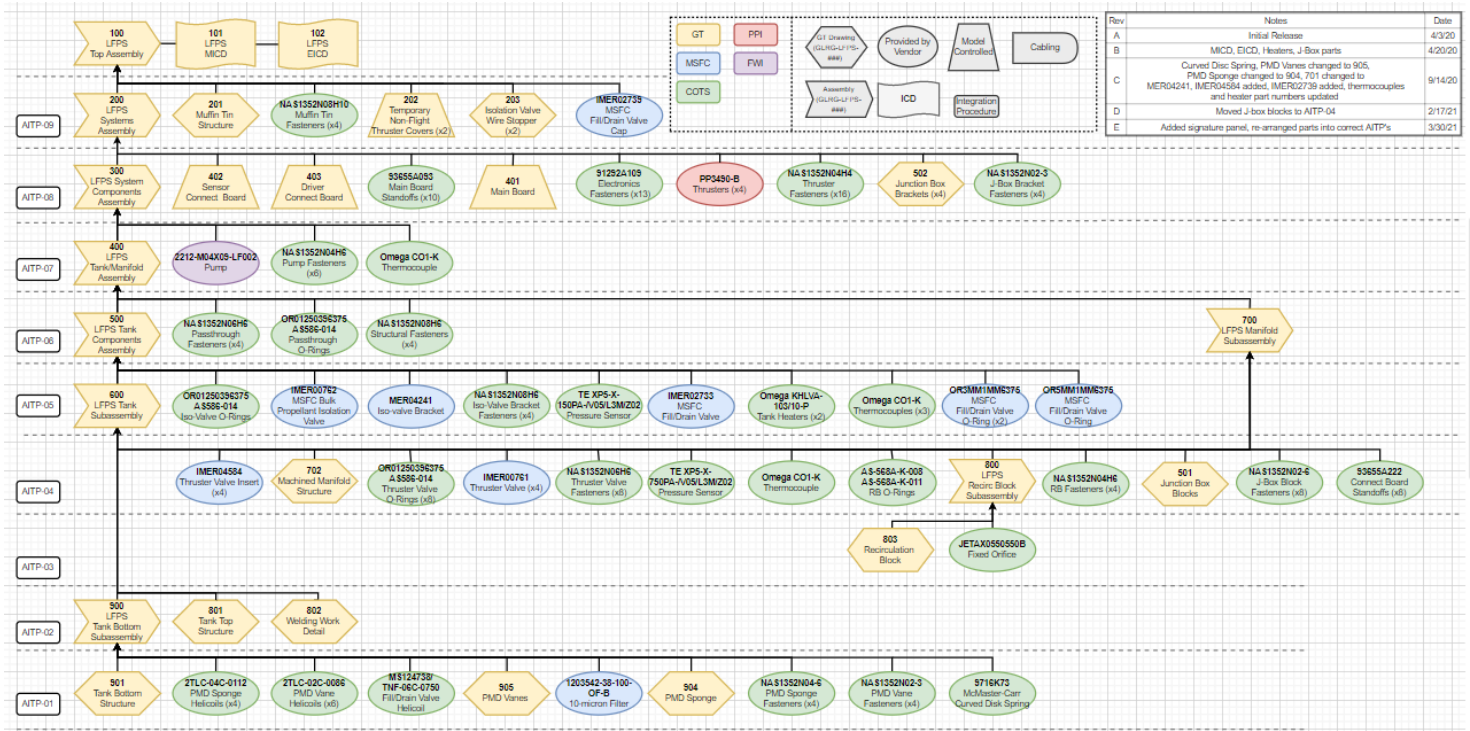 100
LFPS
Top Assembly
101
LFPS
MICD
102
LFPS
EICD
GT
PPI
MSFC
FWI
COTS
GT Drawing
(GLRG-LFPS-
###)
Provided by
Vendor
Model
Controlled
Cabling
Assembly
(GLRG-LFPS-
###)
ICD
Integration
Procedure
Rev
Notes
Date
A
Initial Release
4/3/20
B
MICD, EICD, Heaters, J-Box parts
4/20/20
C
Curved Disc Spring, PMD Vanes changed to 905,
PMD Sponge changed to 904, 701 changed to
MER04241, IMER04584 added, IMER02739 added, thermocouples
and heater part numbers updated
9/14/20
D
Moved J-box blocks to AITP-04
2/17/21
E
Added signature panel, re-arranged parts into correct AITP's
3/30/21
AITP-09
200
LFPS
Systems
Assembly
201
Muffin Tin
Structure
NAS1352N08H10
Muffin Tin
Fasteners (x4)
202
Temporary
Non-Flight
Thruster Covers (x2)
203
Isolation Valve
Wire Stopper
(x2)
IMER02739
MSFC
Fill/Drain Valve
Cap
AITP-08
300
LFPS System
Components
Assembly
402
Sensor
Connect Board
403
Driver
Connect Board
93655A093
Main Board
Standoffs (x10)
401
Main Board
91292A109
Electronics
Fasteners (x13)
PP3490-B
Thrusters (x4)
NAS1352N04H4
Thruster
Fasteners (x16)
502
Junction Box
Brackets (x4)
NAS1352N02-3
J-Box Bracket
Fasteners (x4)
AITP-07
400
LFPS
Tank/Manifold
Assembly
2212-M04X09-LF002
Pump
NAS1352N04H6
Pump Fasteners
(x6)
Omega CO1-K
Thermocouple
AITP-06
500
LFPS Tank
Components
Assembly
NAS1352N06H6
Passthrough
Fasteners (x4)
OR01250396375
AS586-014
Passthrough
O-Rings
NAS1352N08H6
Structural Fasteners
(x4)
700
LFPS Manifold
Subassembly
AITP-05
600
LFPS Tank
Subassembly
OR01250396375
AS586-014
Iso-Valve O-Rings
IMER00762
MSFC Bulk
Propellant Isolation
Valve
MER04241
Iso-valve Bracket
NAS1352N08H6
Iso-Valve Bracket
Fasteners (x4)
TE XP5-X-
150PA-/V05/L3M/Z02
Pressure Sensor
IMER02733
MSFC
Fill/Drain Valve
Omega KHLVA-
103/10-P
Tank Heaters (x2)
Omega CO1-K
Thermocouples (x3)
OR3MM1MM6375
MSFC
Fill/Drain Valve
O-Ring (x2)
OR5MM1MM6375
MSFC
Fill/Drain Valve
O-Ring
AITP-04
IMER04584
Thruster Valve Insert
(x4)
702
Machined Manifold
Structure
OR01250396375
AS586-014
Thruster Valve
O-Rings (x8)
IMER00761
Thruster Valve (x4)
NAS1352N06H6
Thruster Valve
Fasteners (x8)
TE XP5-X-
750PA-/V05/L3M/Z02
Pressure Sensor
Omega CO1-K
Thermocouple
AS-568A-K-008
AS-568A-K-011
RB O-Rings
800
LFPS
Recirc Block
Subassembly
NAS1352N04H6
RB Fasteners (x4)
501
Junction Box
Blocks
NAS1352N02-6
J-Box Block
Fasteners (x8)
93655A222
Connect Board
Standoffs (x8)
AITP-03
803
Recirculation
Block
JETAX0550550B
Fixed Orifice
AITP-02
900
LFPS
Tank Bottom
Subassembly
801
Tank Top
Structure
802
Welding Work
Detail
AITP-01
901
Tank Bottom
Structure
2TLC-04C-0112
PMD Sponge
Helicoils (x4)
2TLC-02C-0086
PMD Vane
Helicoils (x6)
MS124738/
TNF-06C-0750
Fill/Drain Valve
Helicoil
905
PMD Vanes
1203542-38-100-
OF-B
10-micron Filter
904
PMD Sponge
NAS1352N04-6
PMD Sponge
Fasteners (x4)
NAS1352N02-3
PMD Vane
Fasteners (x4)
9716K73
McMaster-Carr
Curved Disk Spring